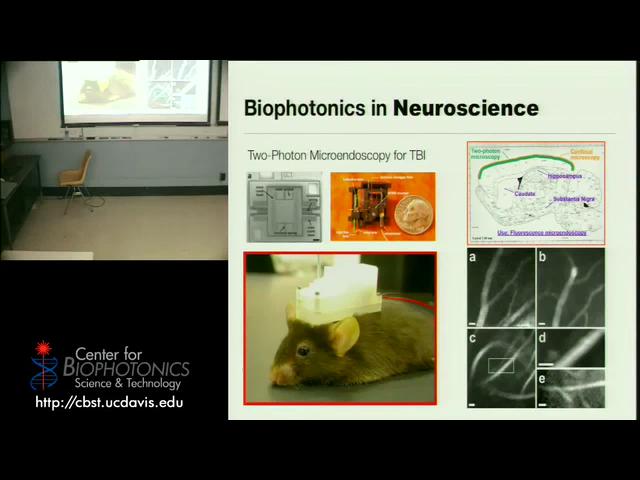 Biophotonics in Neuroscience
Two-Photon Microendoscopy for TBI
a
Two-photon
microscopy
Confocal
microscopy
Hippocampus
Caudate
Substantia Nigra
Use: Fluorescence microendoscopy
a
b
c
d
e
Center for
BIOPHOTONICS
Science & Technology
http://cbst.ucdavis.edu